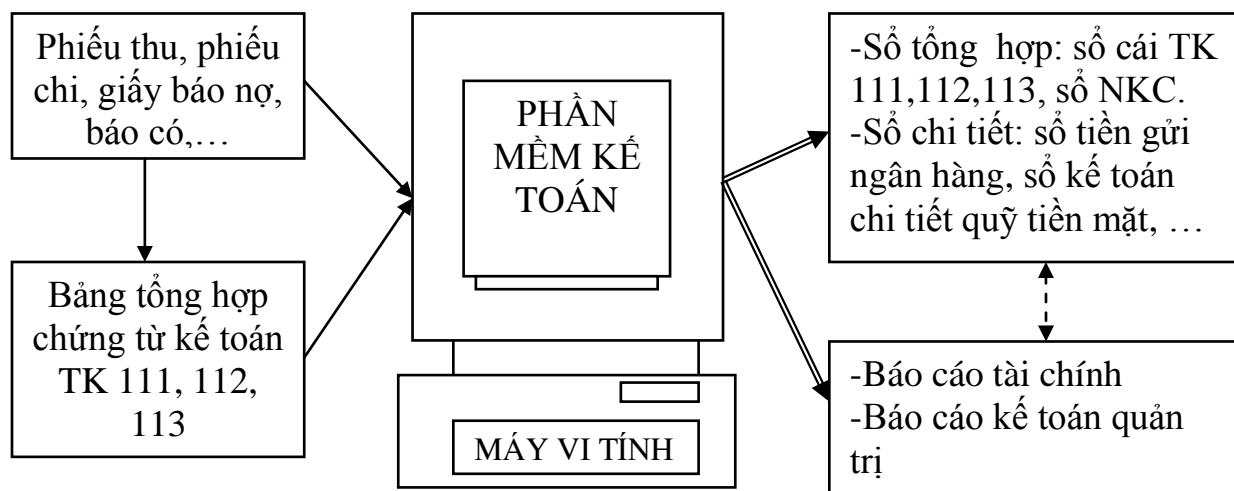 Phiếu thu, phiếu
chi, giấy báo nợ,
báo có,…
Bảng tổng hợp
chứng từ kế toán
TK 111, 112,
113
PHẦN
MỀM KẾ
TOÁN
MÁY VI TÍNH
-Sổ tổng hợp: sổ cái TK
111,112,113, sổ NKC.
-Sổ chi tiết: sổ tiền gửi
ngân hàng, sổ kế toán
chi tiết quỹ tiền mặt, …
-Báo cáo tài chính
-Báo cáo kế toán quản
trị